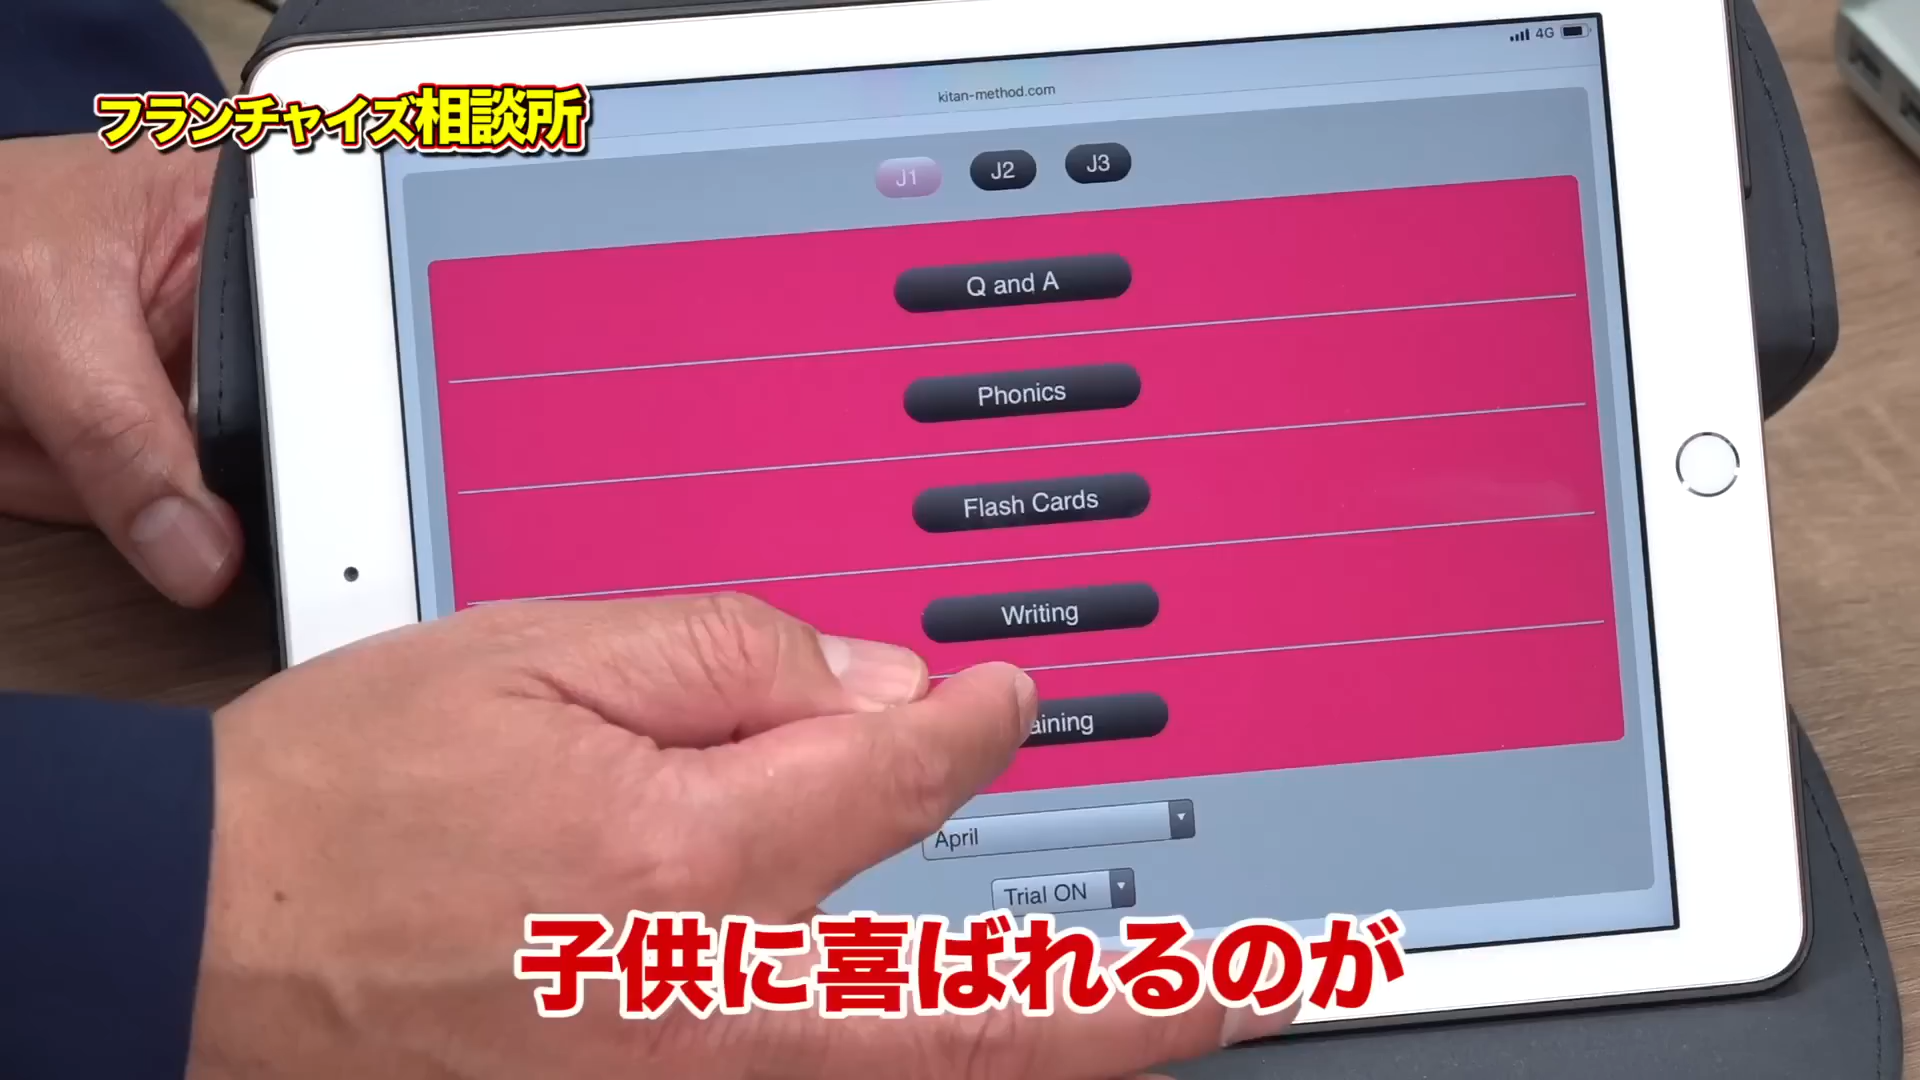 4G
kitan-method.com
フランチャイズ相談所
J1 J2 J3
Q and A
Phonics
Flash Cards
Writing
aining
April
Trial ON
子供に喜ばれるのが